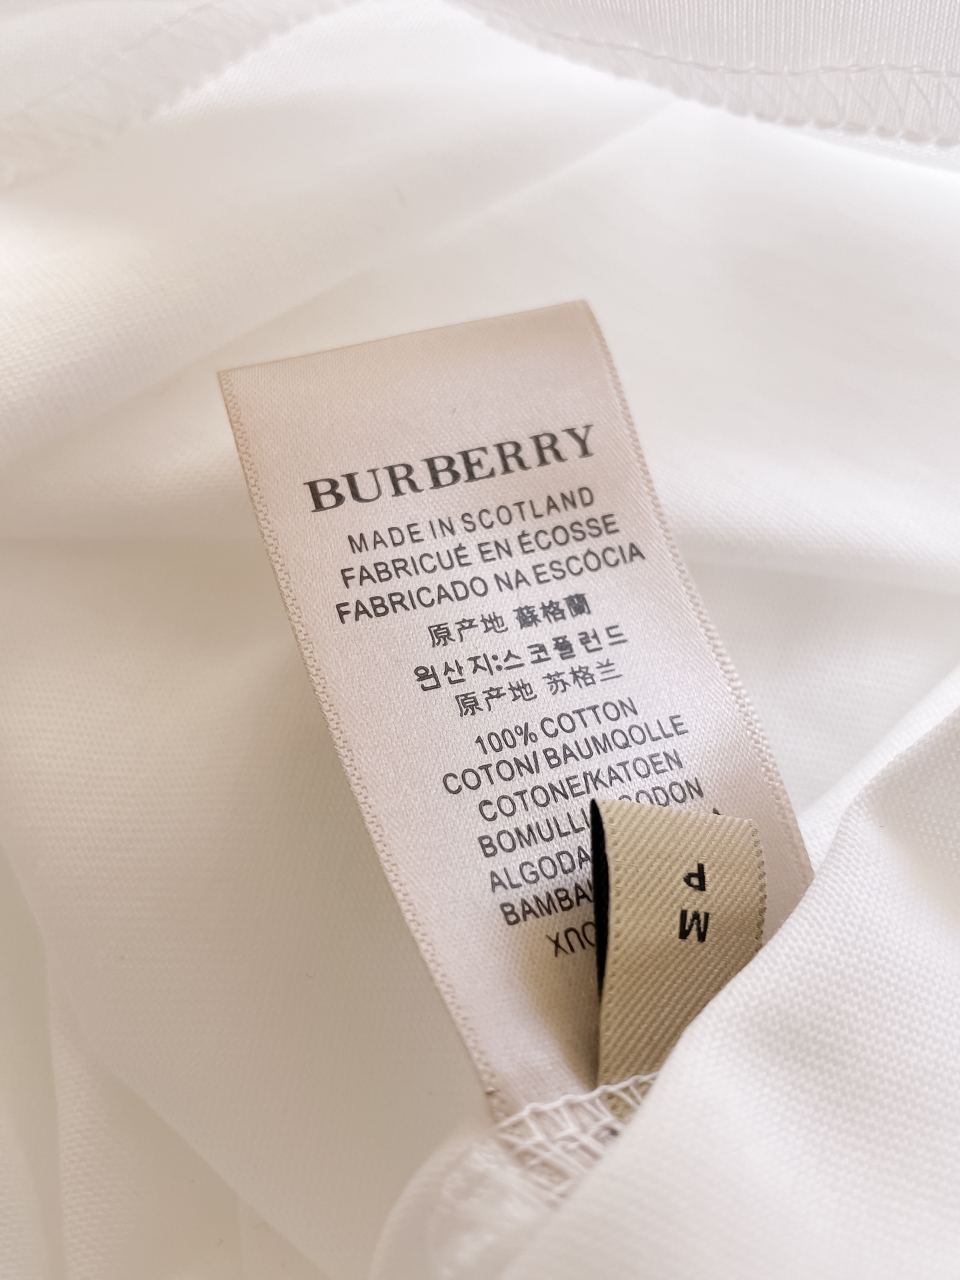 BURBERRY
MADE IN SCOTLAND
FABRICUÉ EN ÉCOSSE
FABRICADO NA ESCÓCIA
原产地 蘇格蘭
원산지:스코플런드
原产地 苏格兰
100% COTTON
COTON/BAUMQOLLE
COTONE/KATOEN
P
M